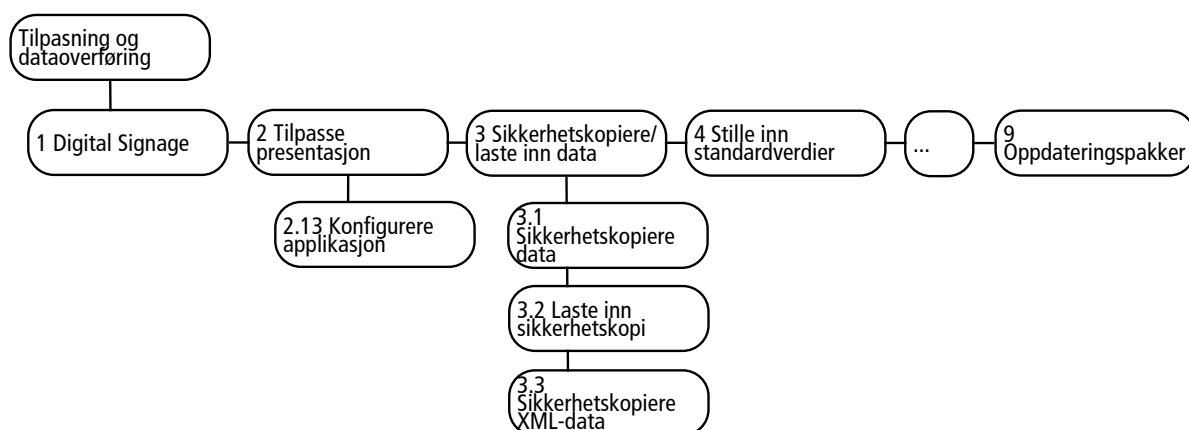 Tilpasning og
dataoverføring
1 Digital Signage
2 Tilpasse
presentasjon
3 Sikkerhetskopiere/
laste inn data
4 Stille inn
standardverdier
...
9
Oppdateringspakker
2.13 Konfigurere
applikasjon
3.1
Sikkerhetskopiere
data
3.2 Laste inn
sikkerhetskopi
3.3
Sikkerhetskopiere
XML-data